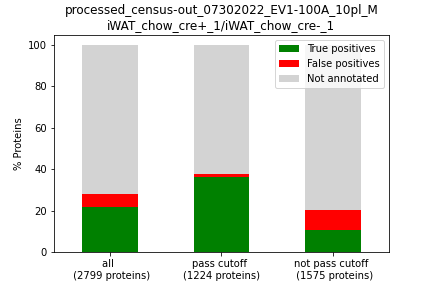 processed_census-out_07302022_EV1-100A_10pl_M
iWAT_chow_cre+_1/iWAT_chow_cre-_1
True positives
False positives
Not annotated
% Proteins
100
80
60
40
20
0
all
(2799 proteins)
pass cutoff
(1224 proteins)
not pass cutoff
(1575 proteins)